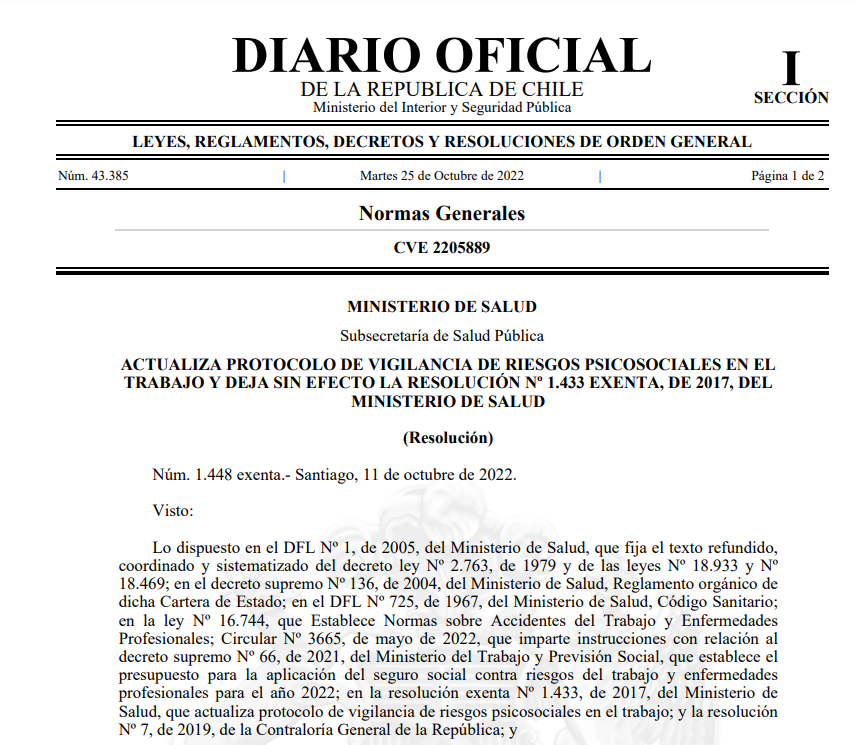 DIARIO OFICIAL
DE LA REPUBLICA DE CHILE
Ministerio del Interior y Seguridad Pública
I
SECCIÓN
LEYES, REGLAMENTOS, DECRETOS Y RESOLUCIONES DE ORDEN GENERAL
Núm. 43.385 | Martes 25 de Octubre de 2022 | Página 1 de 2
Normas Generales
CVE 2205889
MINISTERIO DE SALUD
Subsecretaría de Salud Pública
ACTUALIZA PROTOCOLO DE VIGILANCIA DE RIESGOS PSICOSOCIALES EN EL
TRABAJO Y DEJA SIN EFECTO LA RESOLUCIÓN Nº 1.433 EXENTA, DE 2017, DEL
MINISTERIO DE SALUD
(Resolución)
Núm. 1.448 exenta.- Santiago, 11 de octubre de 2022.
Visto:
Lo dispuesto en el DFL Nº 1, de 2005, del Ministerio de Salud, que fija el texto refundido,
coordinado y sistematizado del decreto ley Nº 2.763, de 1979 y de las leyes Nº 18.933 y Nº
18.469; en el decreto supremo Nº 136, de 2004, del Ministerio de Salud, Reglamento orgánico de
dicha Cartera de Estado; en el DFL Nº 725, de 1967, del Ministerio de Salud, Código Sanitario;
en la ley Nº 16.744, que Establece Normas sobre Accidentes del Trabajo y Enfermedades
Profesionales; Circular Nº 3665, de mayo de 2022, que imparte instrucciones con relación al
decreto supremo Nº 66, de 2021, del Ministerio del Trabajo y Previsión Social, que establece el
presupuesto para la aplicación del seguro social contra riesgos del trabajo y enfermedades
profesionales para el año 2022; en la resolución exenta Nº 1.433, de 2017, del Ministerio de
Salud, que actualiza protocolo de vigilancia de riesgos psicosociales en el trabajo; y la resolución
Nº 7, de 2019, de la Contraloría General de la República; y